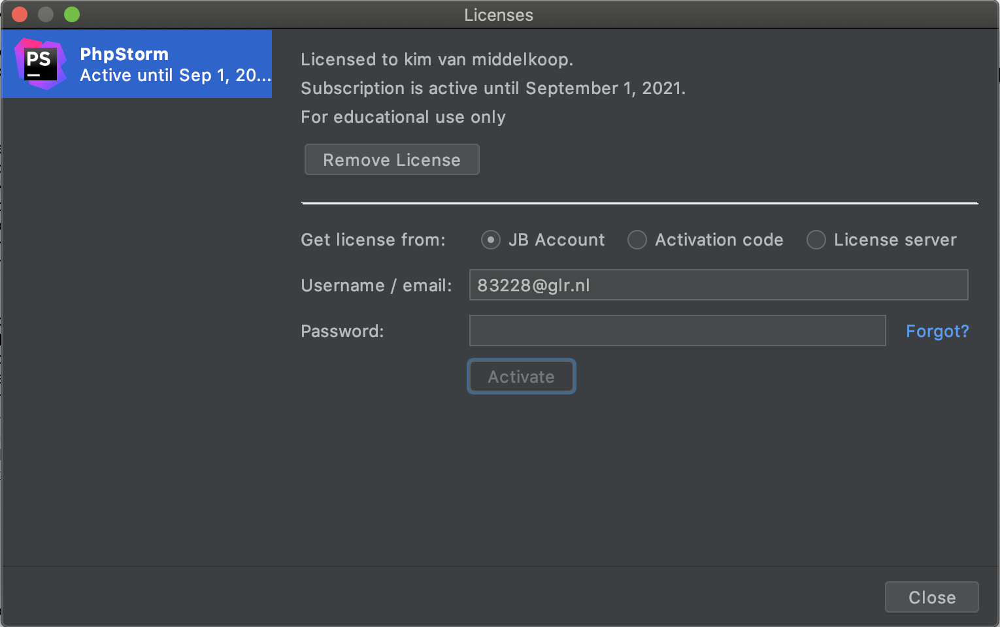 Licenses
PS
PhpStorm
Active until Sep 1, 20...
Licensed to kim van middelkoop.
Subscription is active until September 1, 2021.
For educational use only
Remove License
Get license from: JB Account Activation code License server
Username / email: 83228@glr.nl
Password: Forgot?
Activate
Close